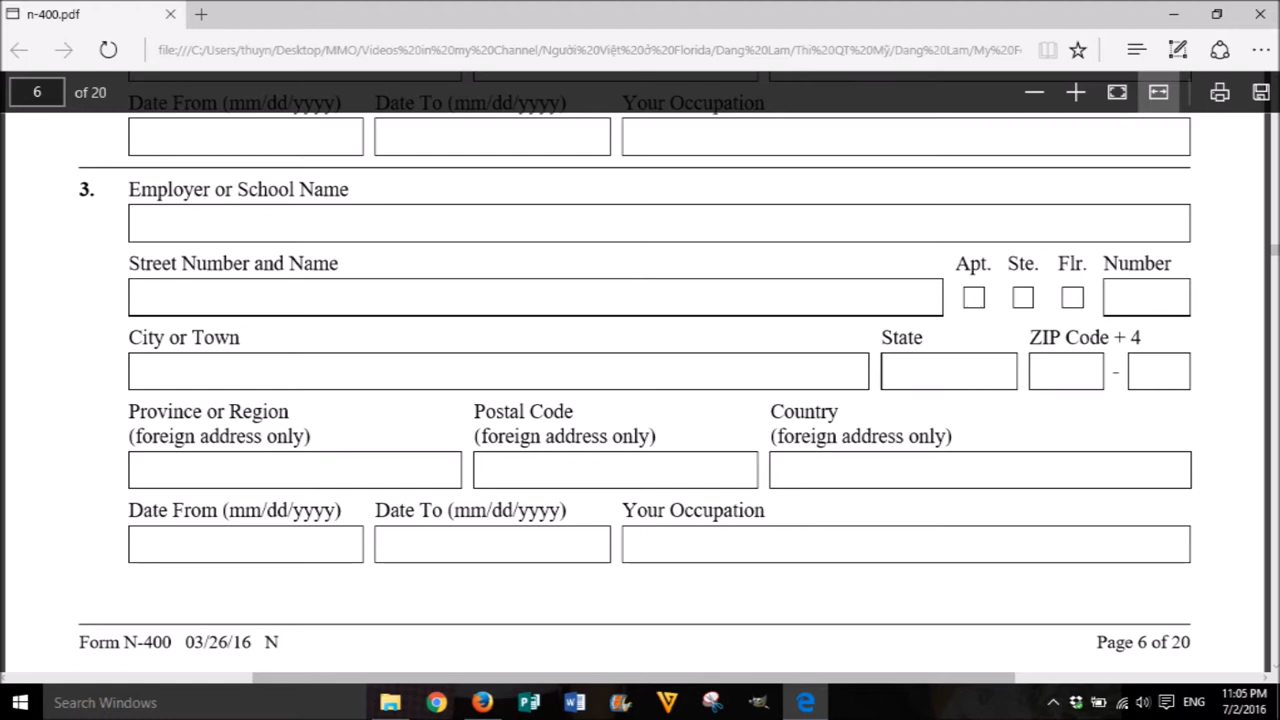 n-400.pdf
file:///C:/Users/thuyn/Desktop/MMO/Videos%20in%20my%20Channel/Người%20Việt%20ở%20Florida/Dang%20Lam/Thi%20QT%20Mỹ/Dang%20Lam/My%20F
6 of 20
Date From (mm/dd/yyyy) Date To (mm/dd/yyyy) Your Occupation
3. Employer or School Name
Street Number and Name Apt. Ste. Flr. Number
City or Town State ZIP Code + 4
-
Province or Region Postal Code Country
(foreign address only) (foreign address only) (foreign address only)
Date From (mm/dd/yyyy) Date To (mm/dd/yyyy) Your Occupation
Form N-400 03/26/16 N Page 6 of 20
Search Windows
ENG
11:05 PM
7/2/2016